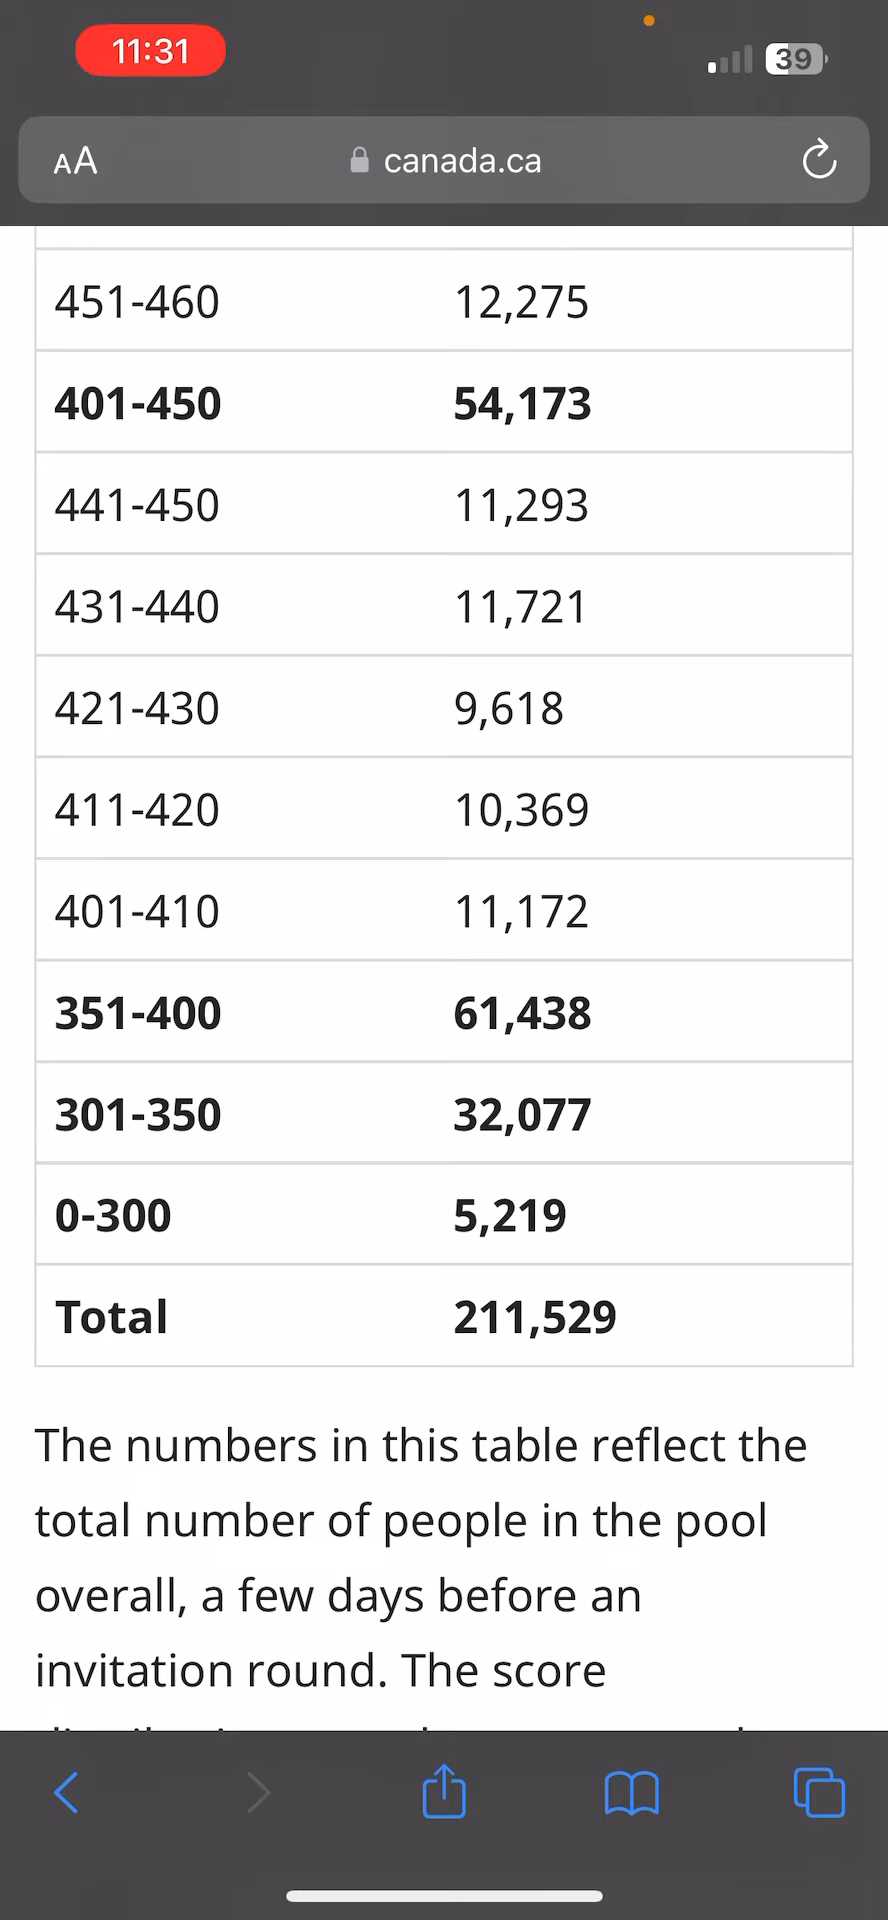 11:31
39
AA canada.ca
451-460 12,275
401-450 54,173
441-450 11,293
431-440 11,721
421-430 9,618
411-420 10,369
401-410 11,172
351-400 61,438
301-350 32,077
0-300 5,219
Total 211,529
The numbers in this table reflect the
total number of people in the pool
overall, a few days before an
invitation round. The score